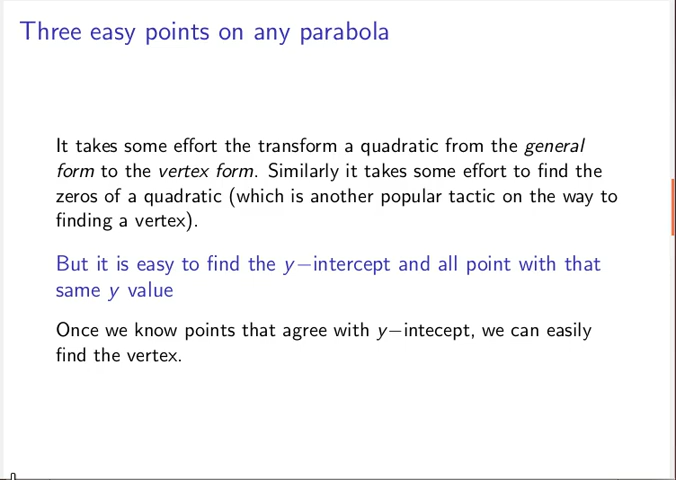 Three easy points on any parabola
It takes some effort the transform a quadratic from the general
form to the vertex form. Similarly it takes some effort to find the
zeros of a quadratic (which is another popular tactic on the way to
finding a vertex).
But it is easy to find the y−intercept and all point with that
same y value
Once we know points that agree with y−intecept, we can easily
find the vertex.